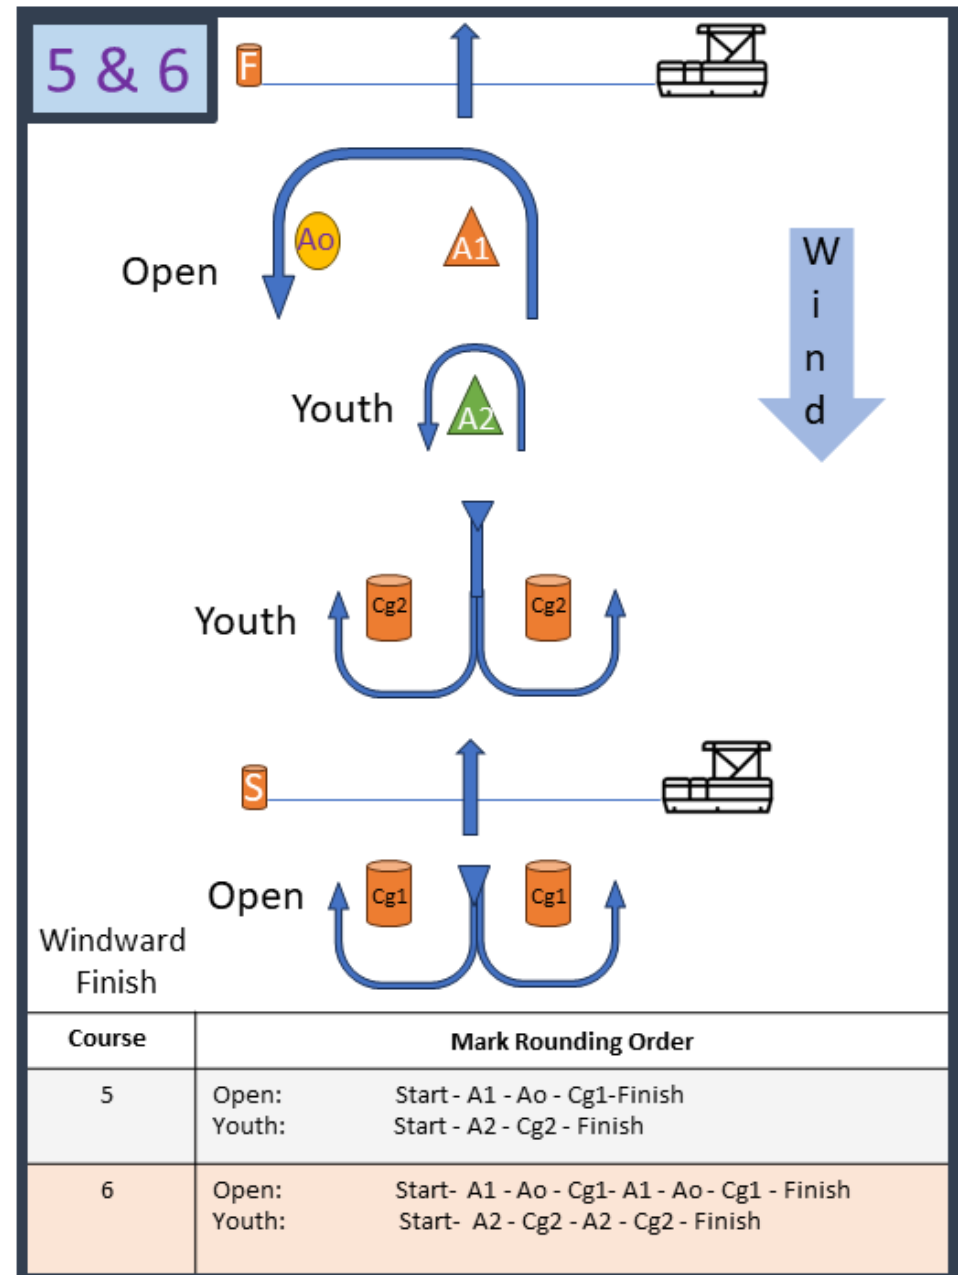 5 & 6
F
Ao
A1
Open
W
i
n
d
Youth
A2
Cg2
Cg2
Youth
S
Open
Cg1
Cg1
Windward
Finish
Course
Mark Rounding Order
5
Open: Start - A1 - Ao - Cg1-Finish
Youth: Start - A2 - Cg2 - Finish
6
Open: Start- A1 - Ao - Cg1- A1 - Ao - Cg1 - Finish
Youth: Start- A2 - Cg2 - A2 - Cg2 - Finish